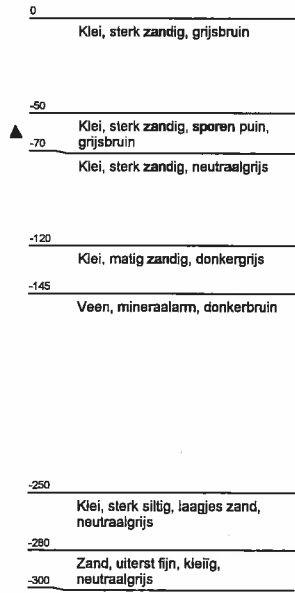 0
Klei, sterk zandig, grijsbruin
-50
Klei, sterk zandig, sporen puin,
grijsbruin
-70
Klei, sterk zandig, neutraalgrijs
-120
Klei, matig zandig, donkergrijs
-145
Veen, mineraalarm, donkerbruin
-250
Klei, sterk siltig, laagjes zand,
neutraalgrijs
-280
Zand, uiterst fijn, kleiïg,
neutraalgrijs
-300